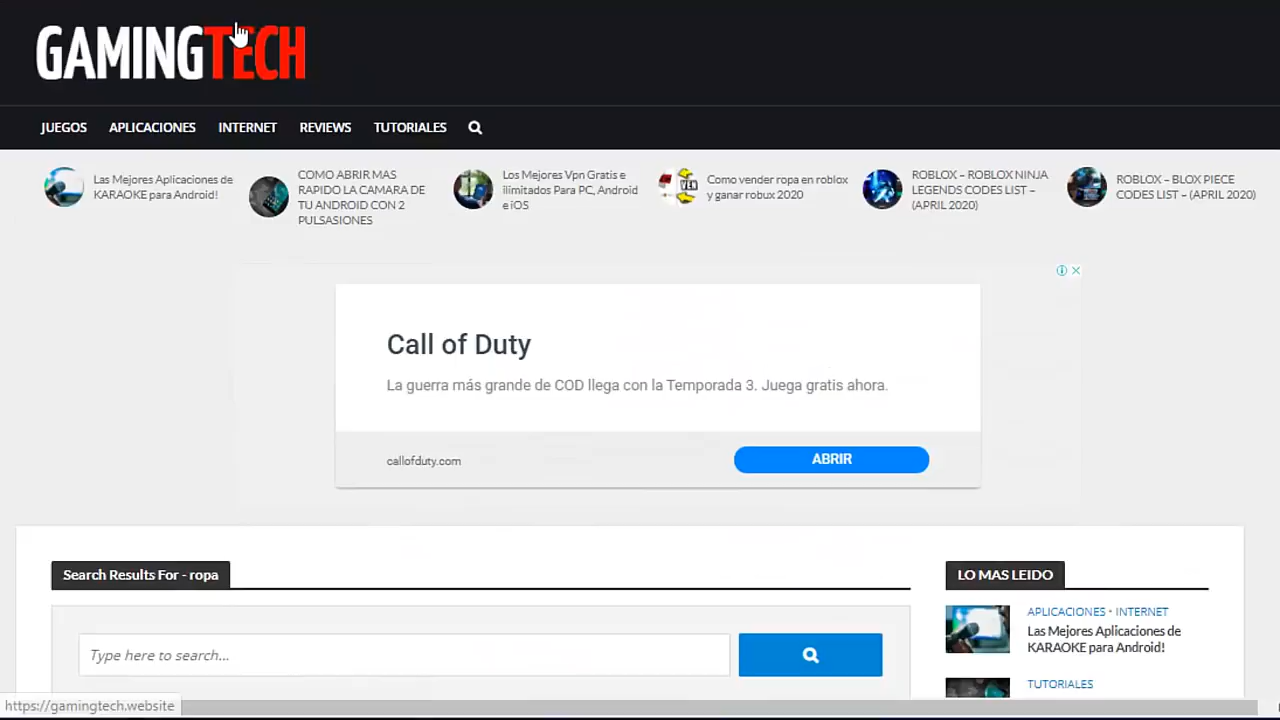 GAMINGTECH
JUEGOS APLICACIONES INTERNET REVIEWS TUTORIALES
Las Mejores Aplicaciones de
KARAOKE para Android!
COMO ABRIR MAS
RAPIDO LA CAMARA DE
TU ANDROID CON 2
PULSASIONES
Los Mejores Vpn Gratis e
ilimitados Para PC, Android
e iOS
VEN
Como vender ropa en roblox
y ganar robux 2020
ROBLOX – ROBLOX NINJA
LEGENDS CODES LIST –
(APRIL 2020)
ROBLOX – BLOX PIECE
CODES LIST – (APRIL 2020)
Call of Duty
La guerra más grande de COD llega con la Temporada 3. Juega gratis ahora.
callofduty.com
ABRIR
Search Results For - ropa
Type here to search...
LO MAS LEIDO
APLICACIONES • INTERNET
Las Mejores Aplicaciones de
KARAOKE para Android!
TUTORIALES
https://gamingtech.website